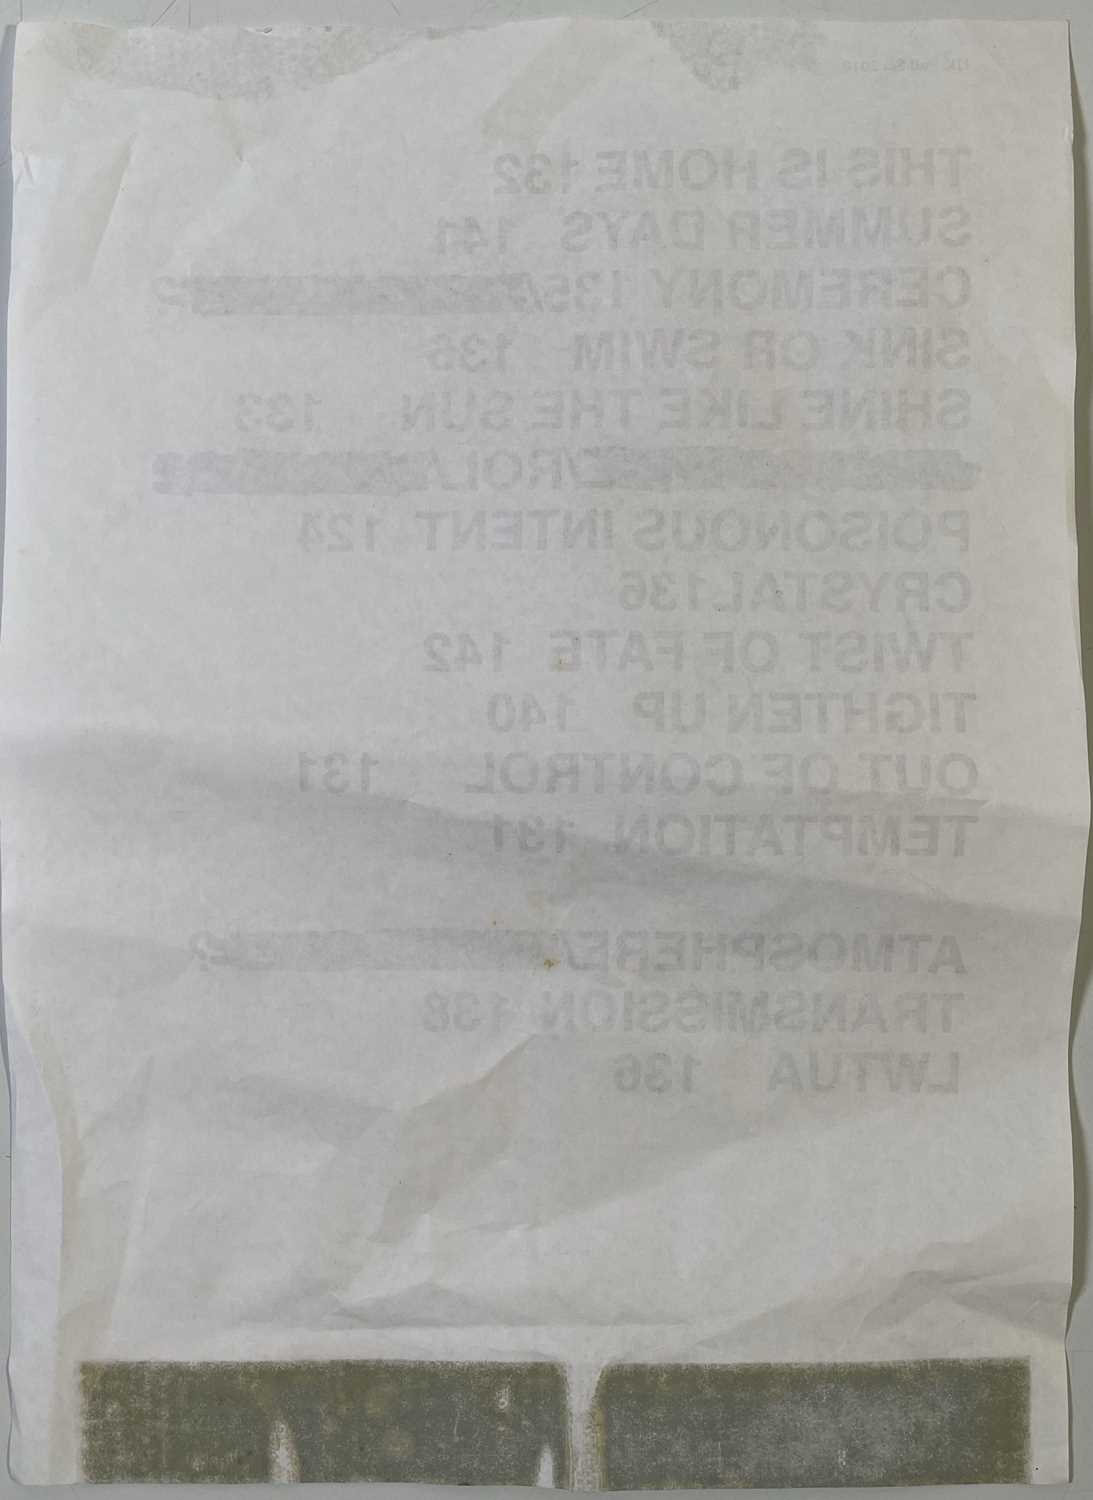 THIS IS HOME 132
SUMMER DAYS 141
CEREMONY 135/
SINK OR SWIM 136
SHINE LIKE THE SUN 133
/ROLA/
POISONOUS INTENT 124
CRYSTAL 136
TWIST OF FATE 142
TIGHTEN UP 140
OUT OF CONTROL 131
TEMPTATION 131
ATMOSPHERE/
TRANSMISSION 138
LWTUA 136